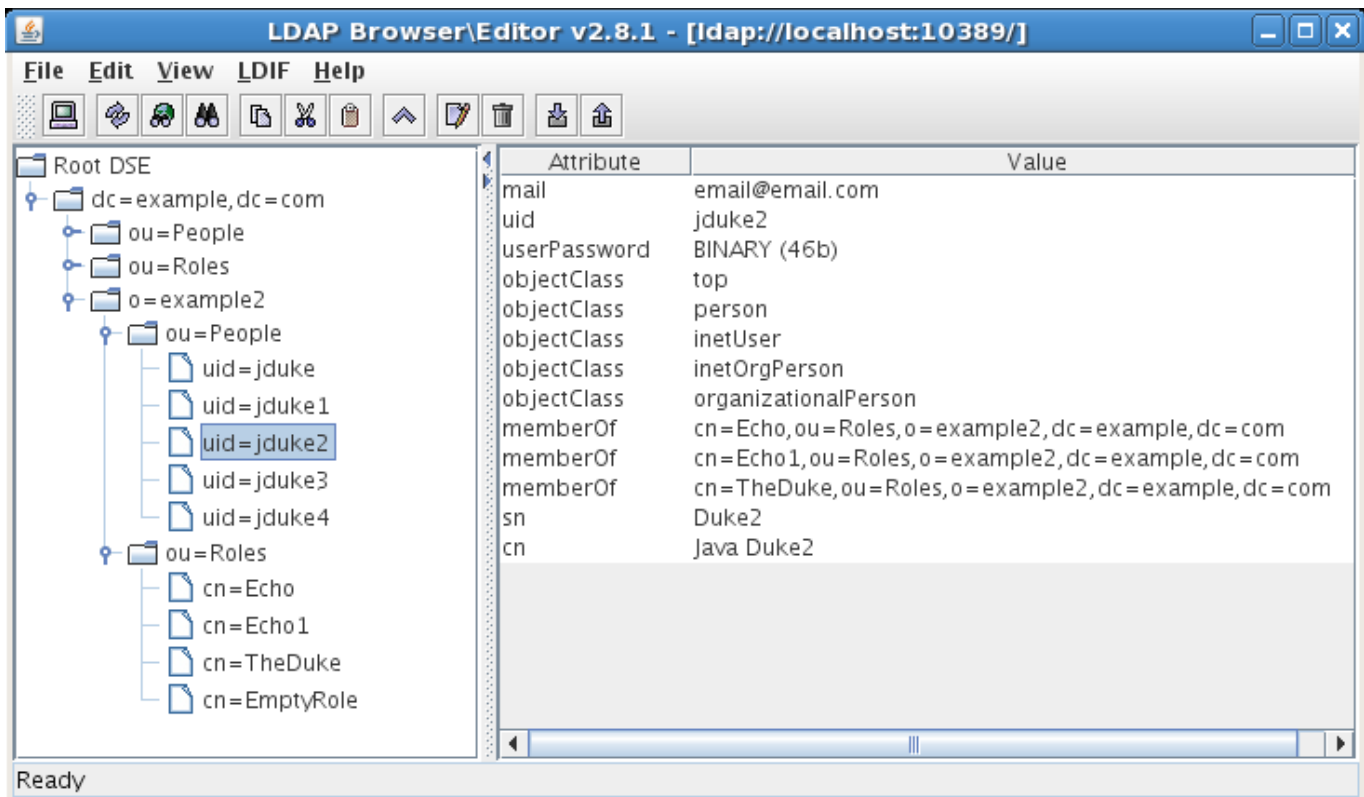 LDAP Browser\Editor v2.8.1 - [ldap://localhost:10389/]
File Edit View LDIF Help
Root DSE
dc=example,dc=com
ou=People
ou=Roles
o=example2
ou=People
uid=jduke
uid=jduke1
uid=jduke2
uid=jduke3
uid=jduke4
ou=Roles
cn=Echo
cn=Echo1
cn=TheDuke
cn=EmptyRole
Attribute Value
mail email@email.com
uid jduke2
userPassword BINARY (46b)
objectClass top
objectClass person
objectClass inetUser
objectClass inetOrgPerson
objectClass organizationalPerson
memberOf cn=Echo,ou=Roles,o=example2,dc=example,dc=com
memberOf cn=Echo1,ou=Roles,o=example2,dc=example,dc=com
memberOf cn=TheDuke,ou=Roles,o=example2,dc=example,dc=com
sn Duke2
cn Java Duke2
Ready